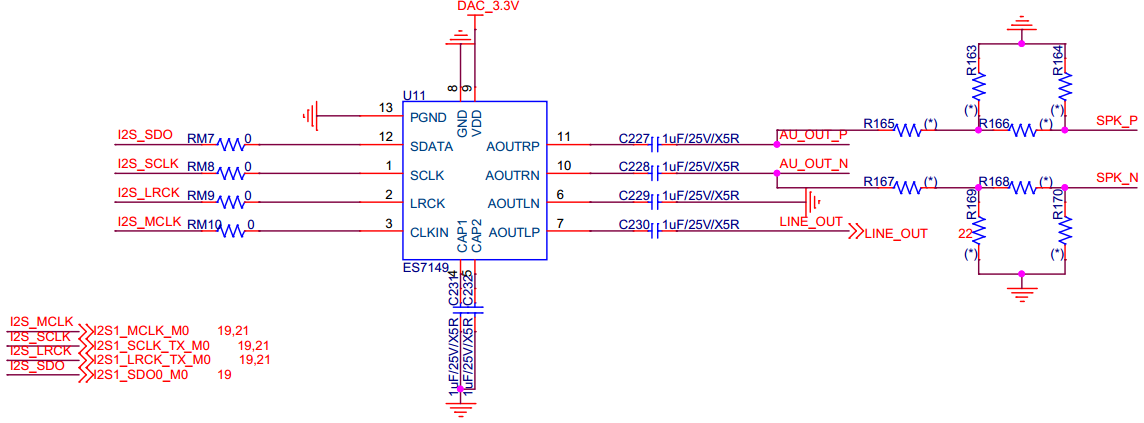 DAC_3.3V
8
9
U11
13
PGND
GND
VDD
I2S_SDO
RM7
0
12
SDATA
AOUTRP
11
C227
1uF/25V/X5R
AU_OUT_P
I2S_SCLK
RM8
0
1
SCLK
AOUTRN
10
C228
1uF/25V/X5R
AU_OUT_N
I2S_LRCK
RM9
0
2
LRCK
AOUTLN
6
C229
1uF/25V/X5R
I2S_MCLK
RM10
0
3
CLKIN
AOUTLP
7
C230
1uF/25V/X5R
LINE_OUT
LINE_OUT
CAP1
CAP2
ES7149
4
5
C231
C232
1uF/25V/X5R
1uF/25V/X5R
R163
(*)
R164
(*)
R165
(*)
R166
(*)
SPK_P
R167
(*)
R168
(*)
SPK_N
R169
22
(*)
R170
(*)
I2S_MCLK
I2S1_MCLK_M0
19,21
I2S_SCLK
I2S1_SCLK_TX_M0
19,21
I2S_LRCK
I2S1_LRCK_TX_M0
19,21
I2S_SDO
I2S1_SDO0_M0
19